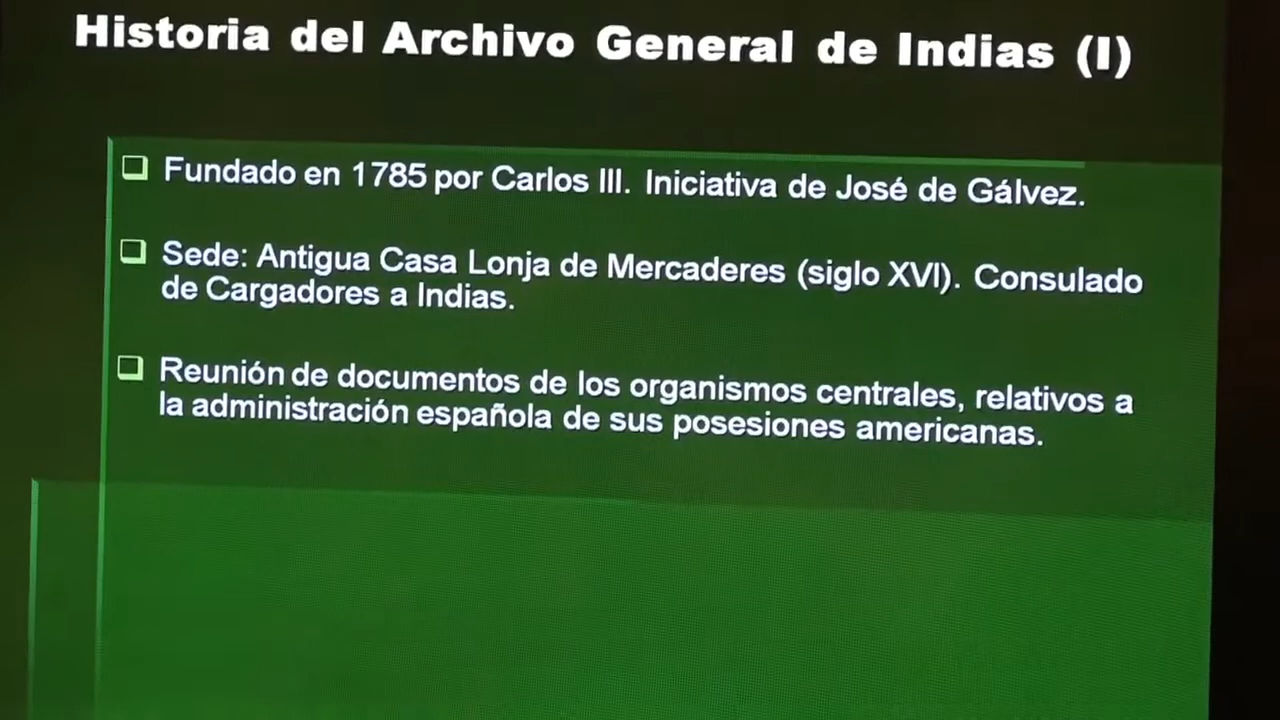 Historia del Archivo General de Indias (I)
Fundado en 1785 por Carlos III. Iniciativa de José de Gálvez.
Sede: Antigua Casa Lonja de Mercaderes (siglo XVI). Consulado
de Cargadores a Indias.
Reunión de documentos de los organismos centrales, relativos a
la administración española de sus posesiones americanas.